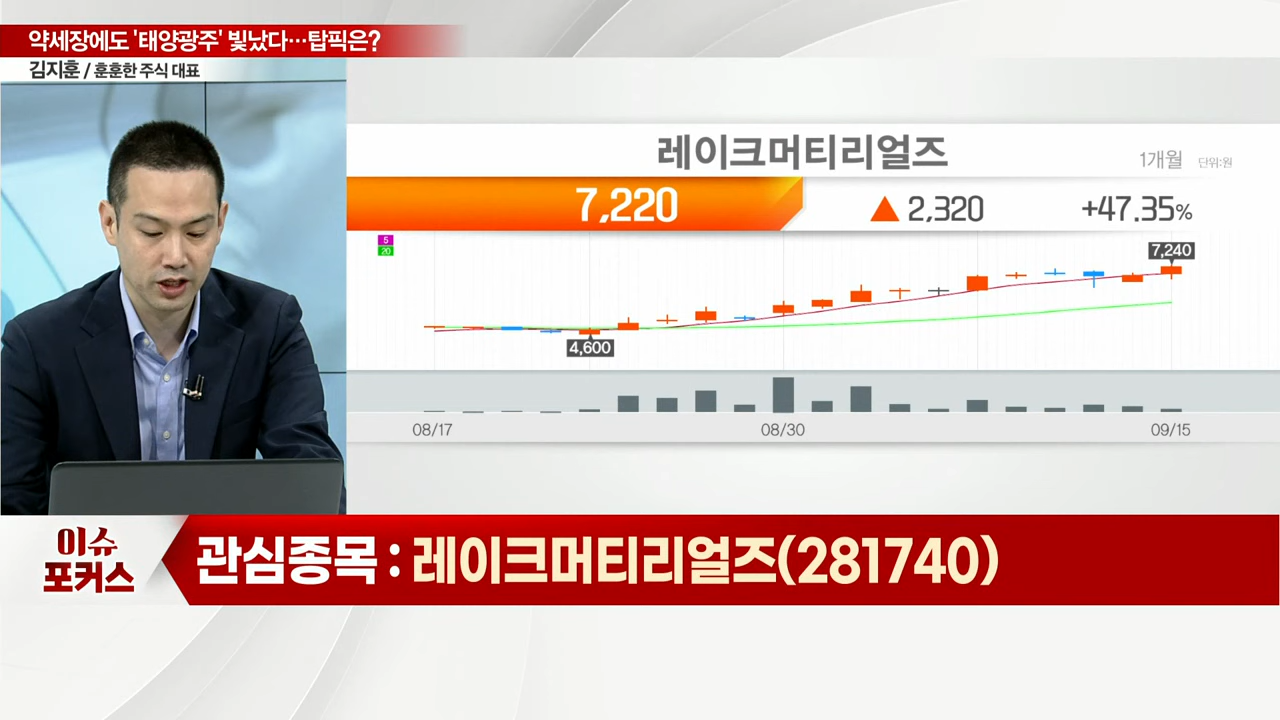 약세장에도 '태양광주' 빛났다…탑픽은?
김지훈 / 훈훈한 주식 대표
레이크머티리얼즈
1개월 단위:원
7,220 ▲ 2,320 +47.35%
5
20
7,240
4,600
08/17 08/30 09/15
이슈
포커스
관심종목 : 레이크머티리얼즈(281740)